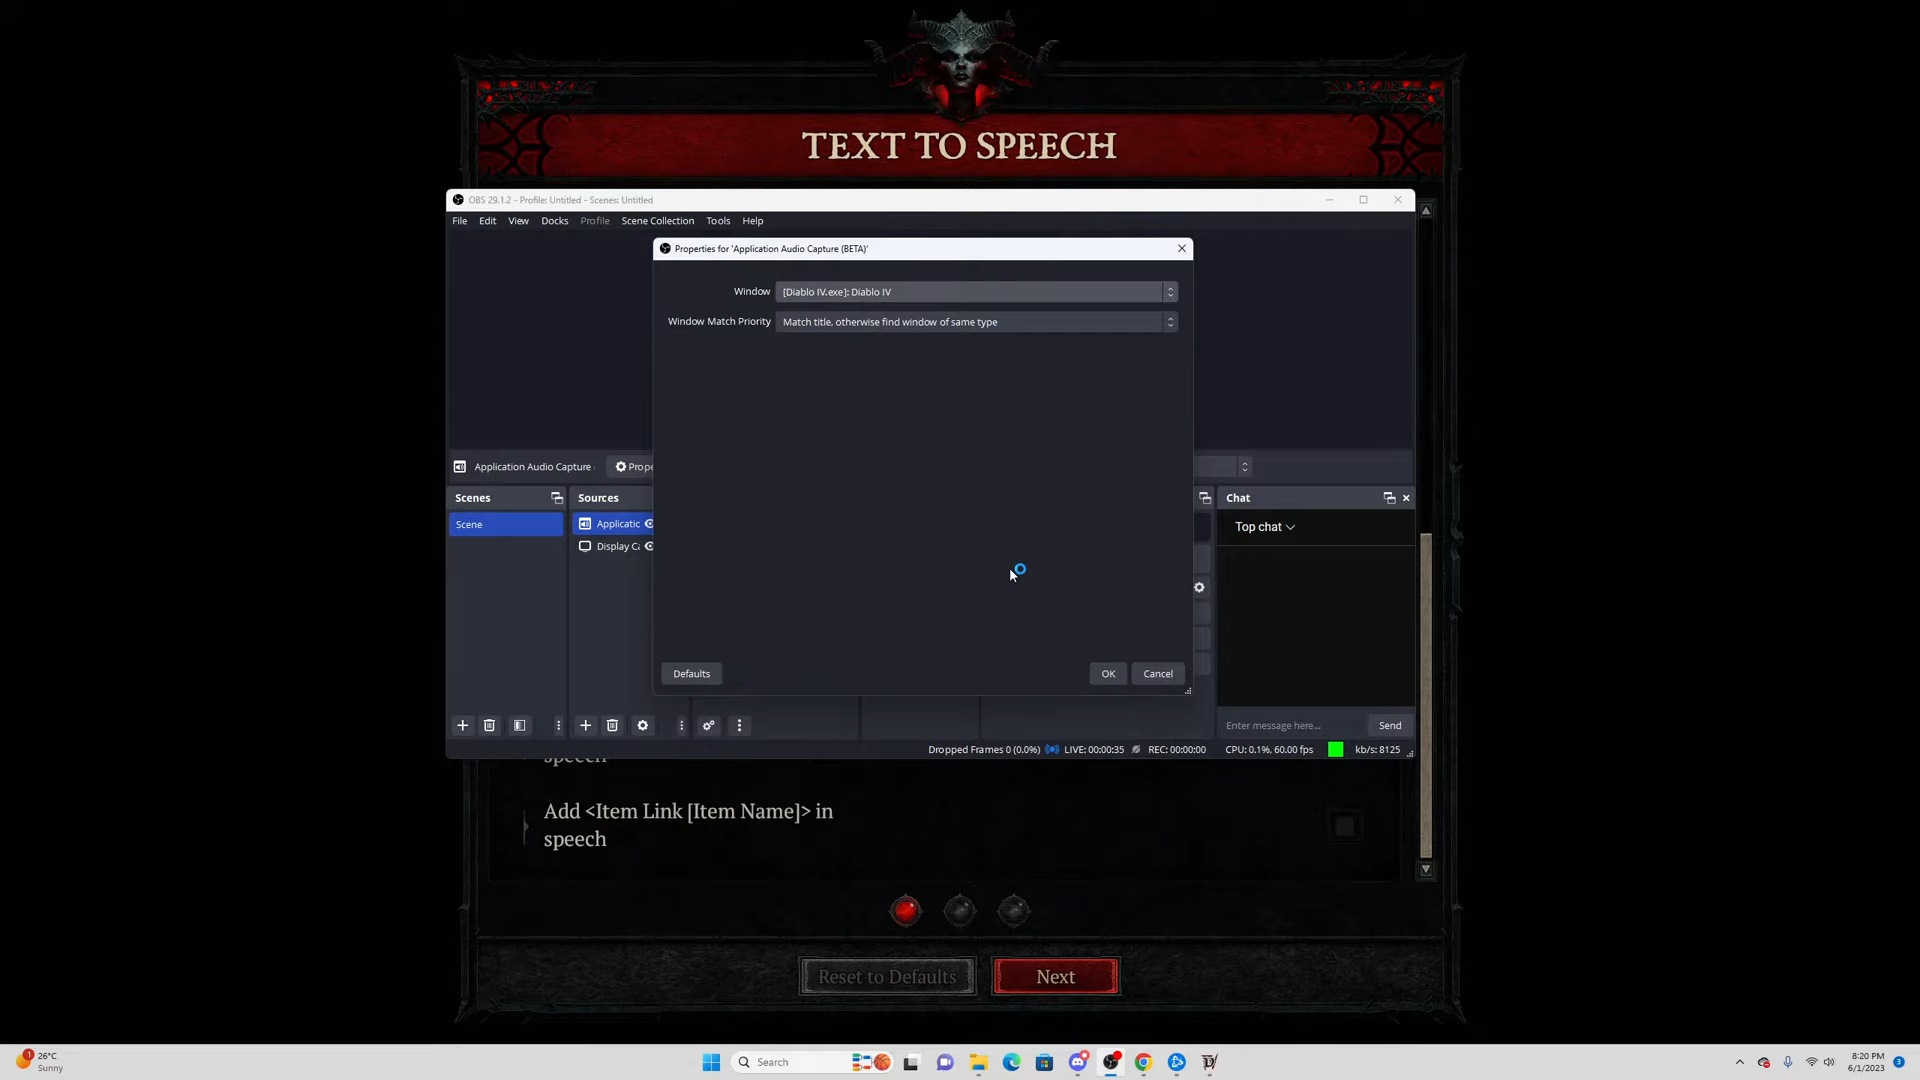 TEXT TO SPEECH
OBS 29.1.2 - Profile: Untitled - Scenes: Untitled
File Edit View Docks Profile Scene Collection Tools Help
Properties for 'Application Audio Capture (BETA)'
Window [Diablo IV.exe]: Diablo IV
Window Match Priority Match title, otherwise find window of same type
Application Audio Capture Prope
Scenes Sources Chat
Scene Applicatic Top chat
Display Ca
Defaults OK Cancel
Enter message here... Send
Dropped Frames 0 (0.0%) LIVE: 00:00:35 REC: 00:00:00 CPU: 0.1%, 60.00 fps kb/s: 8125
speech
Add <Item Link [Item Name]> in
speech
Reset to Defaults Next
1 26°C
Sunny
Search
8:20 PM
6/1/2023
3